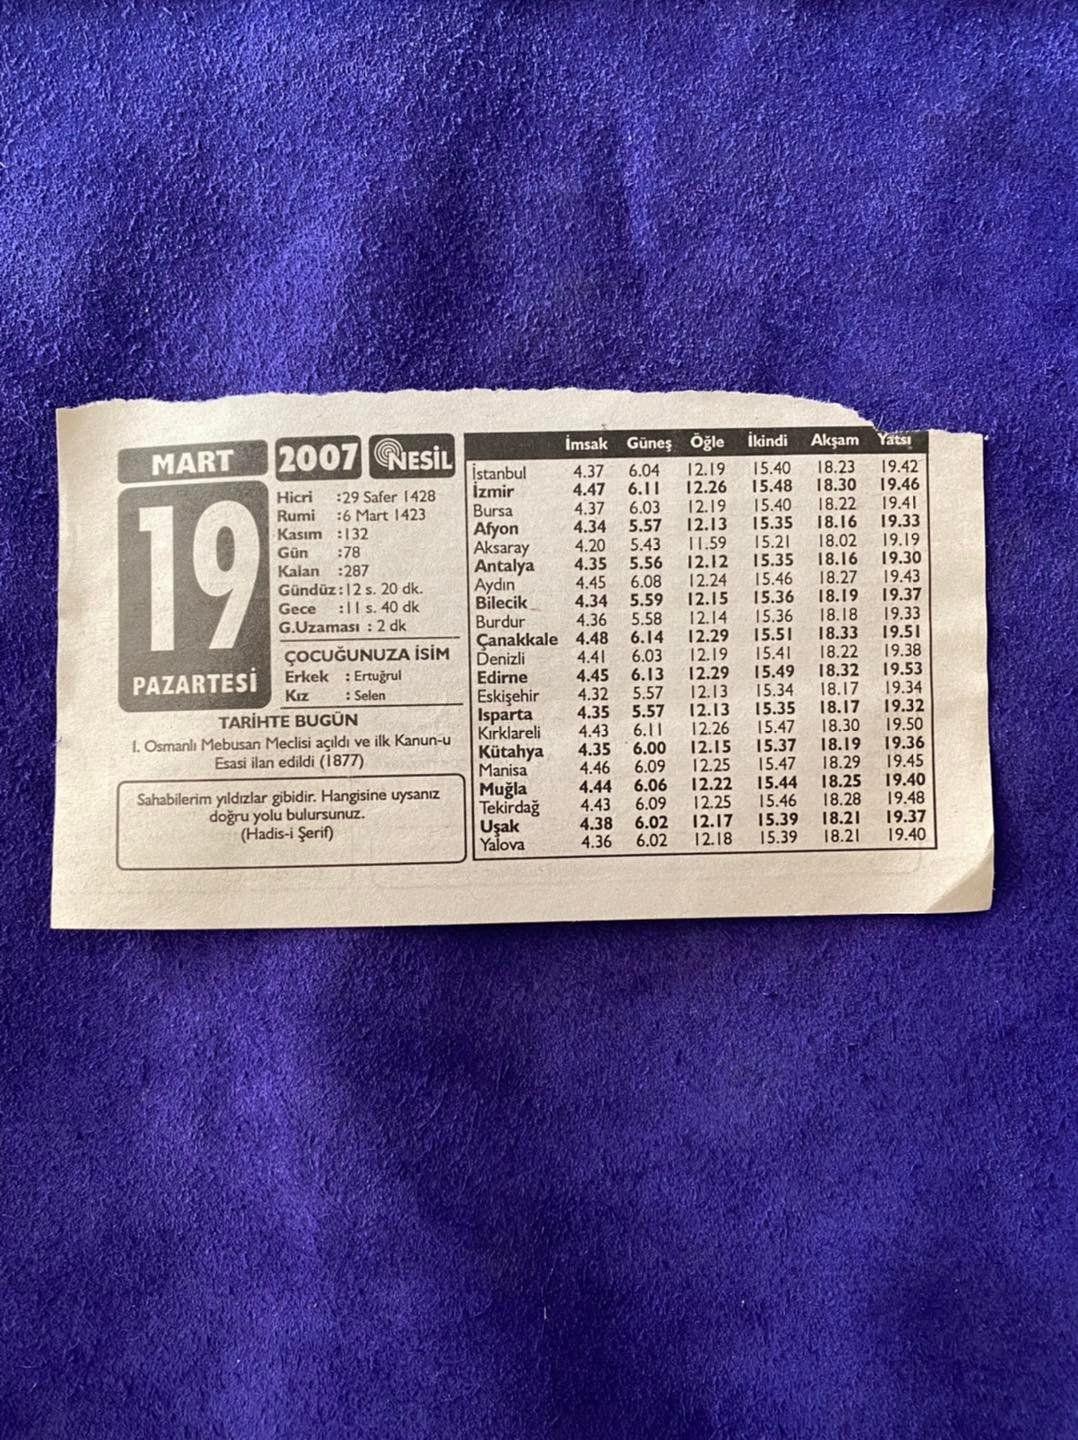 MART
19
PAZARTESİ
2007
NESİL
Hicri :29 Safer 1428
Rumi :6 Mart 1423
Kasım :132
Gün :78
Kalan :287
Gündüz:12 s. 20 dk.
Gece :11 s. 40 dk
G.Uzaması : 2 dk
ÇOCUĞUNUZA İSİM
Erkek : Ertuğrul
Kız : Selen
TARİHTE BUGÜN
I. Osmanlı Mebusan Meclisi açıldı ve ilk Kanun-u
Esasi ilan edildi (1877)
Sahabilerim yıldızlar gibidir. Hangisine uysanız
doğru yolu bulursunuz.
(Hadis-i Şerif)
İmsak Güneş Öğle İkindi Akşam Yatsı
İstanbul 4.37 6.04 12.19 15.40 18.23 19.42
İzmir 4.47 6.11 12.26 15.48 18.30 19.46
Bursa 4.37 6.03 12.19 15.40 18.22 19.41
Afyon 4.34 5.57 12.13 15.35 18.16 19.33
Aksaray 4.20 5.43 11.59 15.21 18.02 19.19
Antalya 4.35 5.56 12.12 15.35 18.16 19.30
Aydın 4.45 6.08 12.24 15.46 18.27 19.43
Bilecik 4.34 5.59 12.15 15.36 18.19 19.37
Burdur 4.36 5.58 12.14 15.36 18.18 19.33
Çanakkale 4.48 6.14 12.29 15.51 18.33 19.51
Denizli 4.41 6.03 12.19 15.41 18.22 19.38
Edirne 4.45 6.13 12.29 15.49 18.32 19.53
Eskişehir 4.32 5.57 12.13 15.34 18.17 19.34
Isparta 4.35 5.57 12.13 15.35 18.17 19.32
Kırklareli 4.43 6.11 12.26 15.47 18.30 19.50
Kütahya 4.35 6.00 12.15 15.37 18.19 19.36
Manisa 4.46 6.09 12.25 15.47 18.29 19.45
Muğla 4.44 6.06 12.22 15.44 18.25 19.40
Tekirdağ 4.43 6.09 12.25 15.46 18.28 19.48
Uşak 4.38 6.02 12.17 15.39 18.21 19.37
Yalova 4.36 6.02 12.18 15.39 18.21 19.40